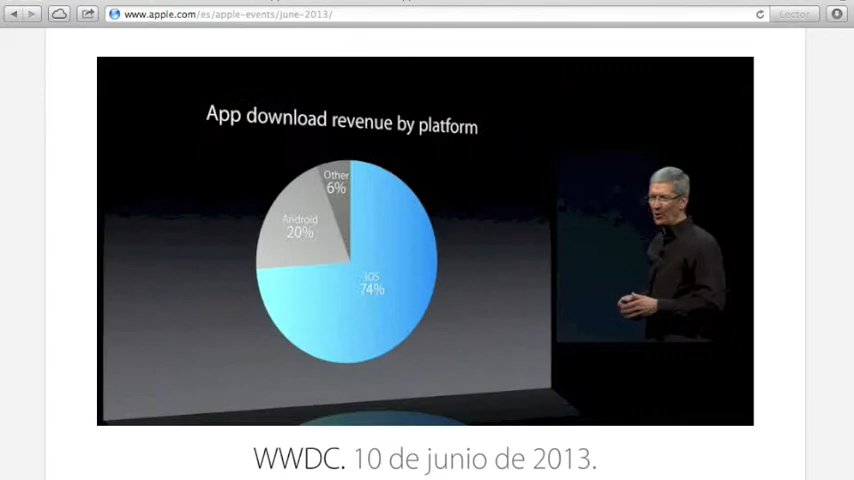 www.apple.com/es/apple-events/june-2013/
Lector
App download revenue by platform
Other
6%
Android
20%
iOS
74%
WWDC. 10 de junio de 2013.